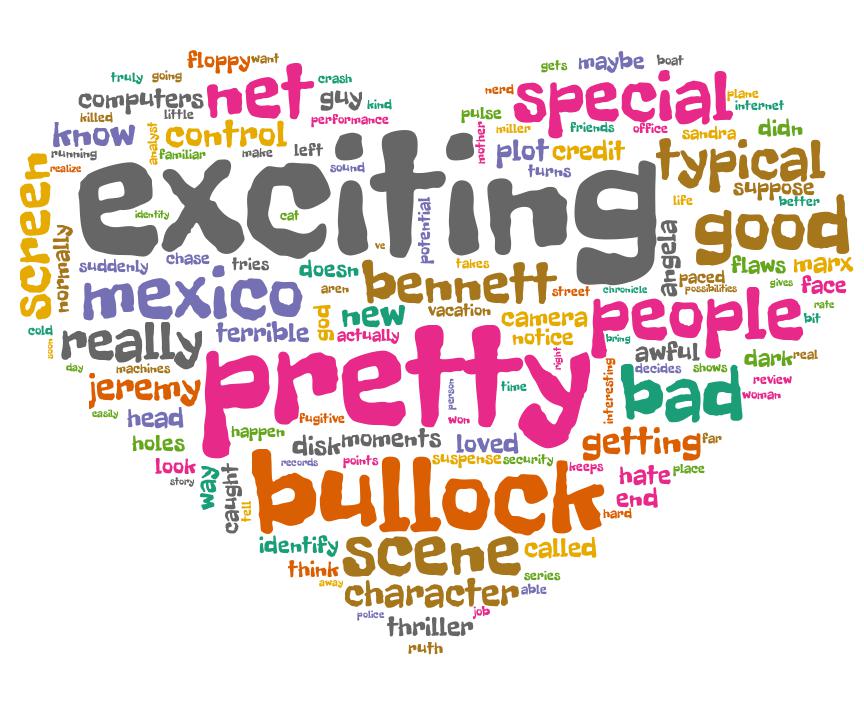 floppy want
truly going
net
crash
gets maybe boat
computers
guy kind
nerd special plane
killed little
performance
internet
know analyst control
pulse miller friends office sandra didn
mother
running familiar make left
plot credit typical
realize
exciting
sound
turns
suppose
life better
screen
normally
identity cat
potential
ve
good
angela
suddenly chase tries doesn
takes
paced flaws marx
possibilities
gives face
aren bennett street chronicle
mexico
god new vacation camera people rate
bit
cold
really terrible actually
notice
bring
soon
pretty
right
awful dark real
day machines
interesting
decides shows
review
jeremy
person time
bad woman
easily head
fugitive won
happen
holes
disk moments loved
getting far
look
records points suspense security keeps hate place
story way caught
tell
bullock
end
hard
identify scene called
think
series
away character able
police job
thriller
ruth